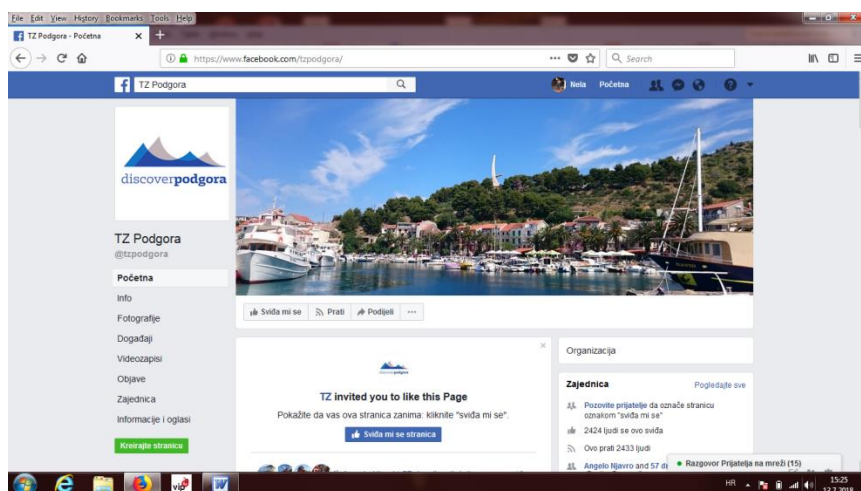 File Edit View History Bookmarks Tools Help
TZ Podgora - Početna
https://www.facebook.com/tzpodgora/
Search
TZ Podgora
Nela Početna
discoverpodgora
TZ Podgora
@tzpodgora
Početna
Info
Fotografije
Događaji
Videozapisi
Objave
Zajednica
Informacije i oglasi
Kreirajte stranicu
Sviđa mi se Prati Podijeli
TZ invited you to like this Page
Pokažite da vas ova stranica zanima: kliknite "sviđa mi se".
Sviđa mi se stranica
Organizacija
Zajednica Pogledajte sve
Pozovite prijatelje da označe stranicu
oznakom "sviđa mi se"
2424 ljudi se ovo sviđa
Ovo prati 2433 ljudi
Angelo Njavro and 57
Razgovor Prijatelja na mreži (15)
vip
HR
15:25
12.7.2018